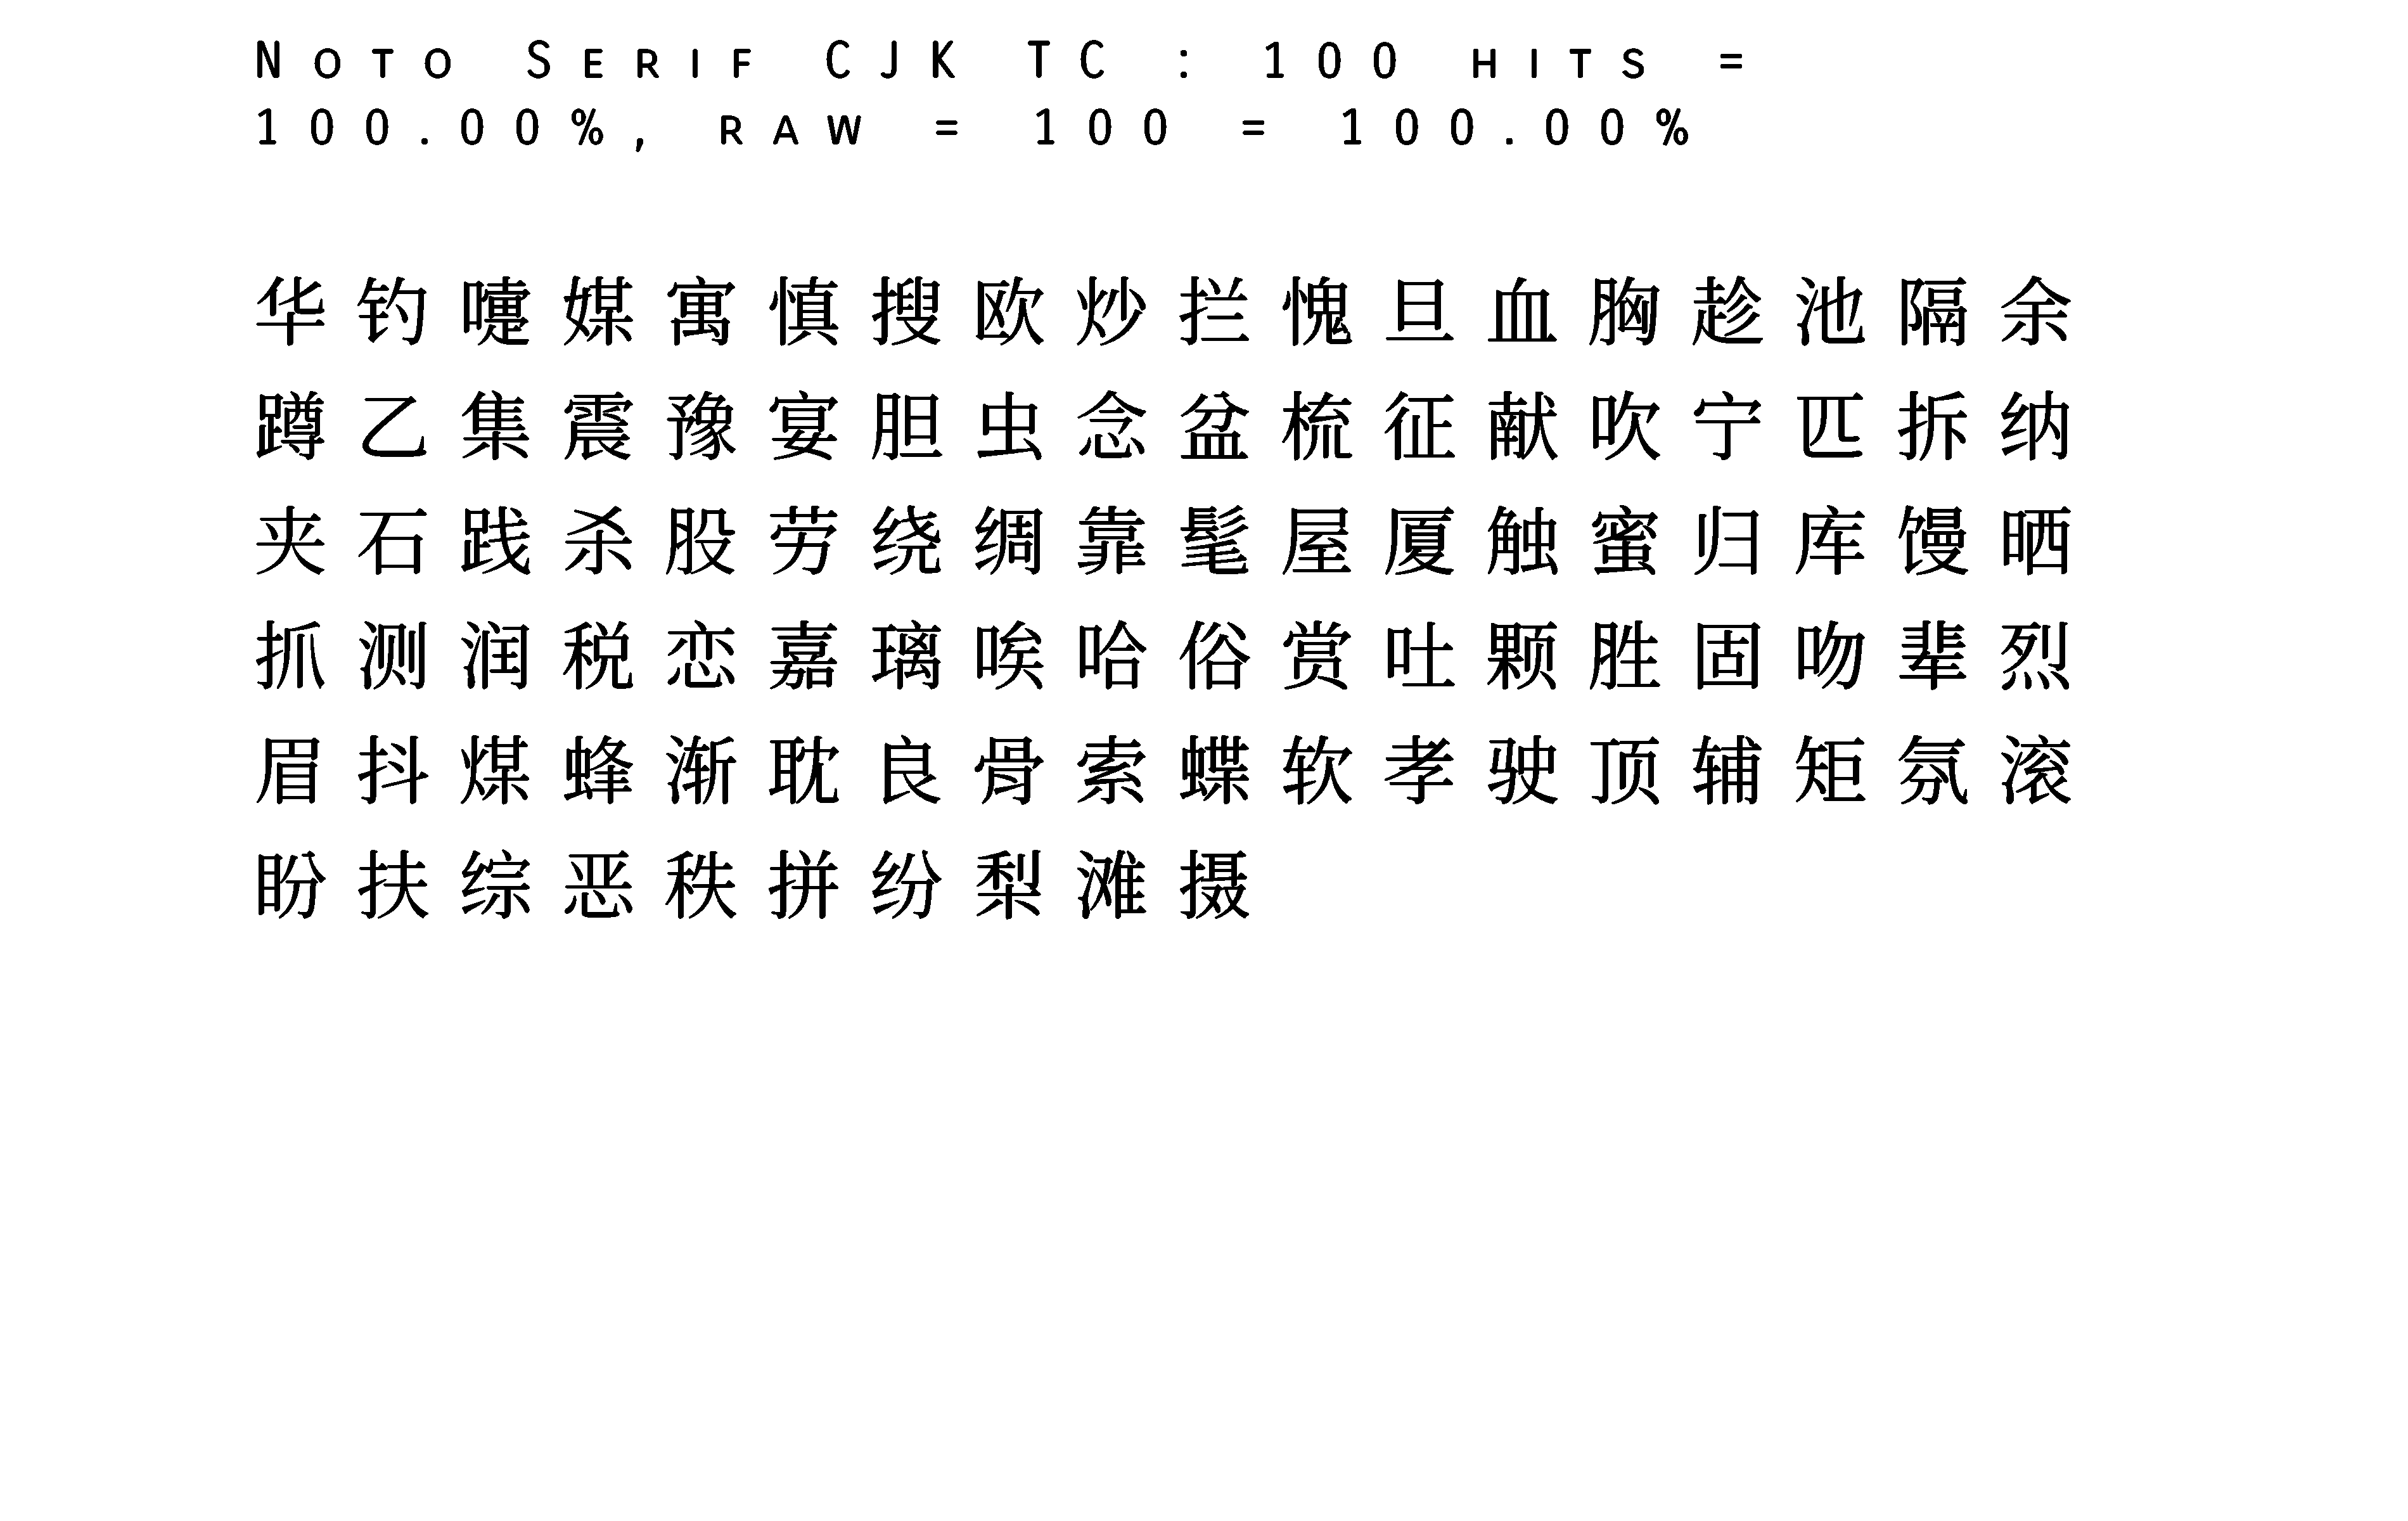 Noto Serif CJK TC : 100 hits =
100.00%, raw = 100 = 100.00%
华钓嚏媒寓慎搜欧炒拦愧旦血胸趁池隔余
蹲乙集震豫宴胆虫念盆梳征献吹宁匹拆纳
夹石践杀股劳绕绸靠髦屋厦触蜜归库馒晒
抓测润税恋嘉璃唉哈俗赏吐颗胜固吻辈烈
眉抖煤蜂渐耽良骨索蝶软孝驶顶辅矩氛滚
盼扶综恶秩拼纷梨滩摄